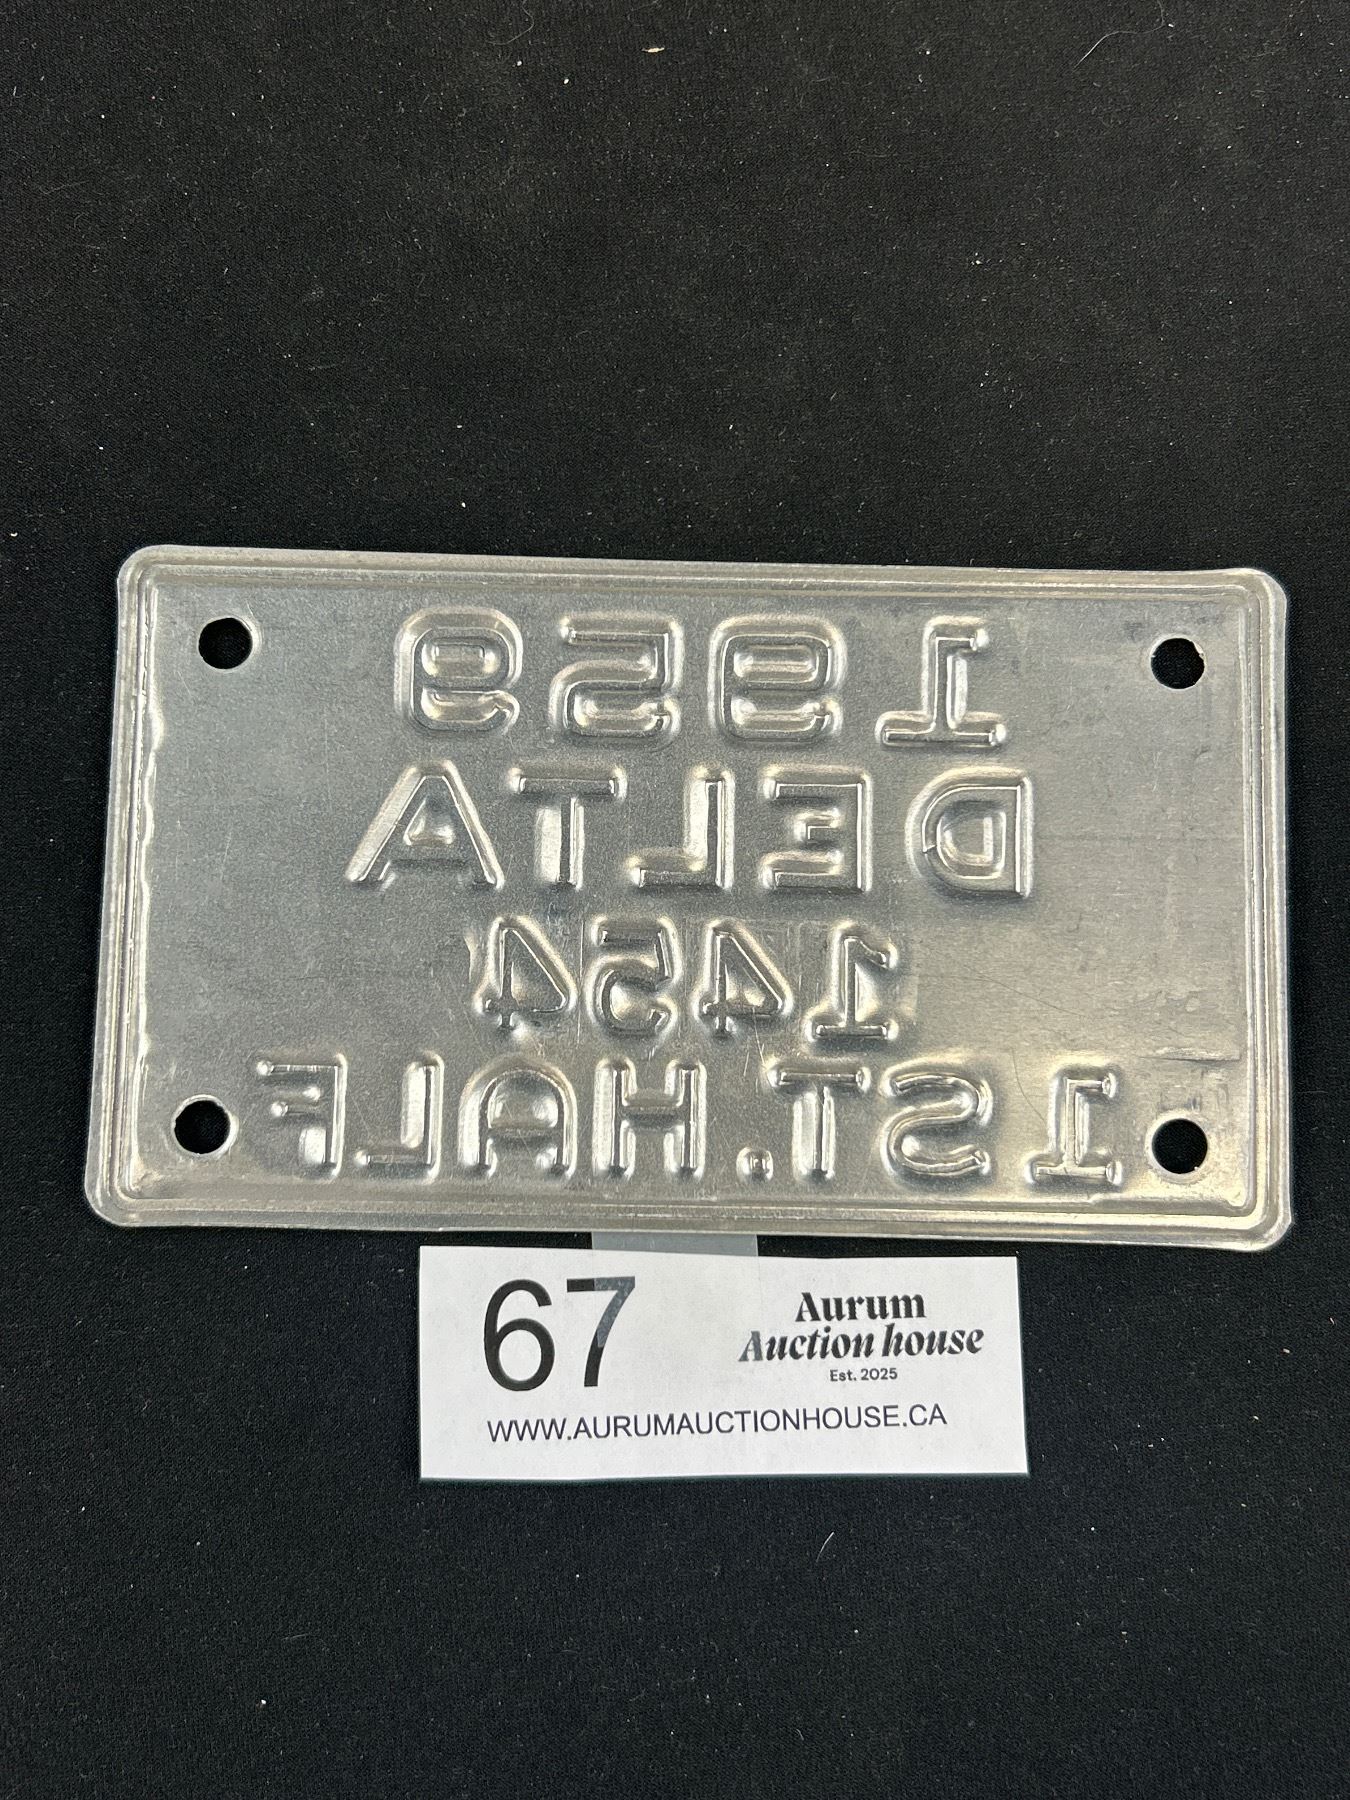 1959
DELTA
1454
1ST. HALF
67
Aurum
Auction house
Est. 2025
WWW.AURUMAUCTIONHOUSE.CA